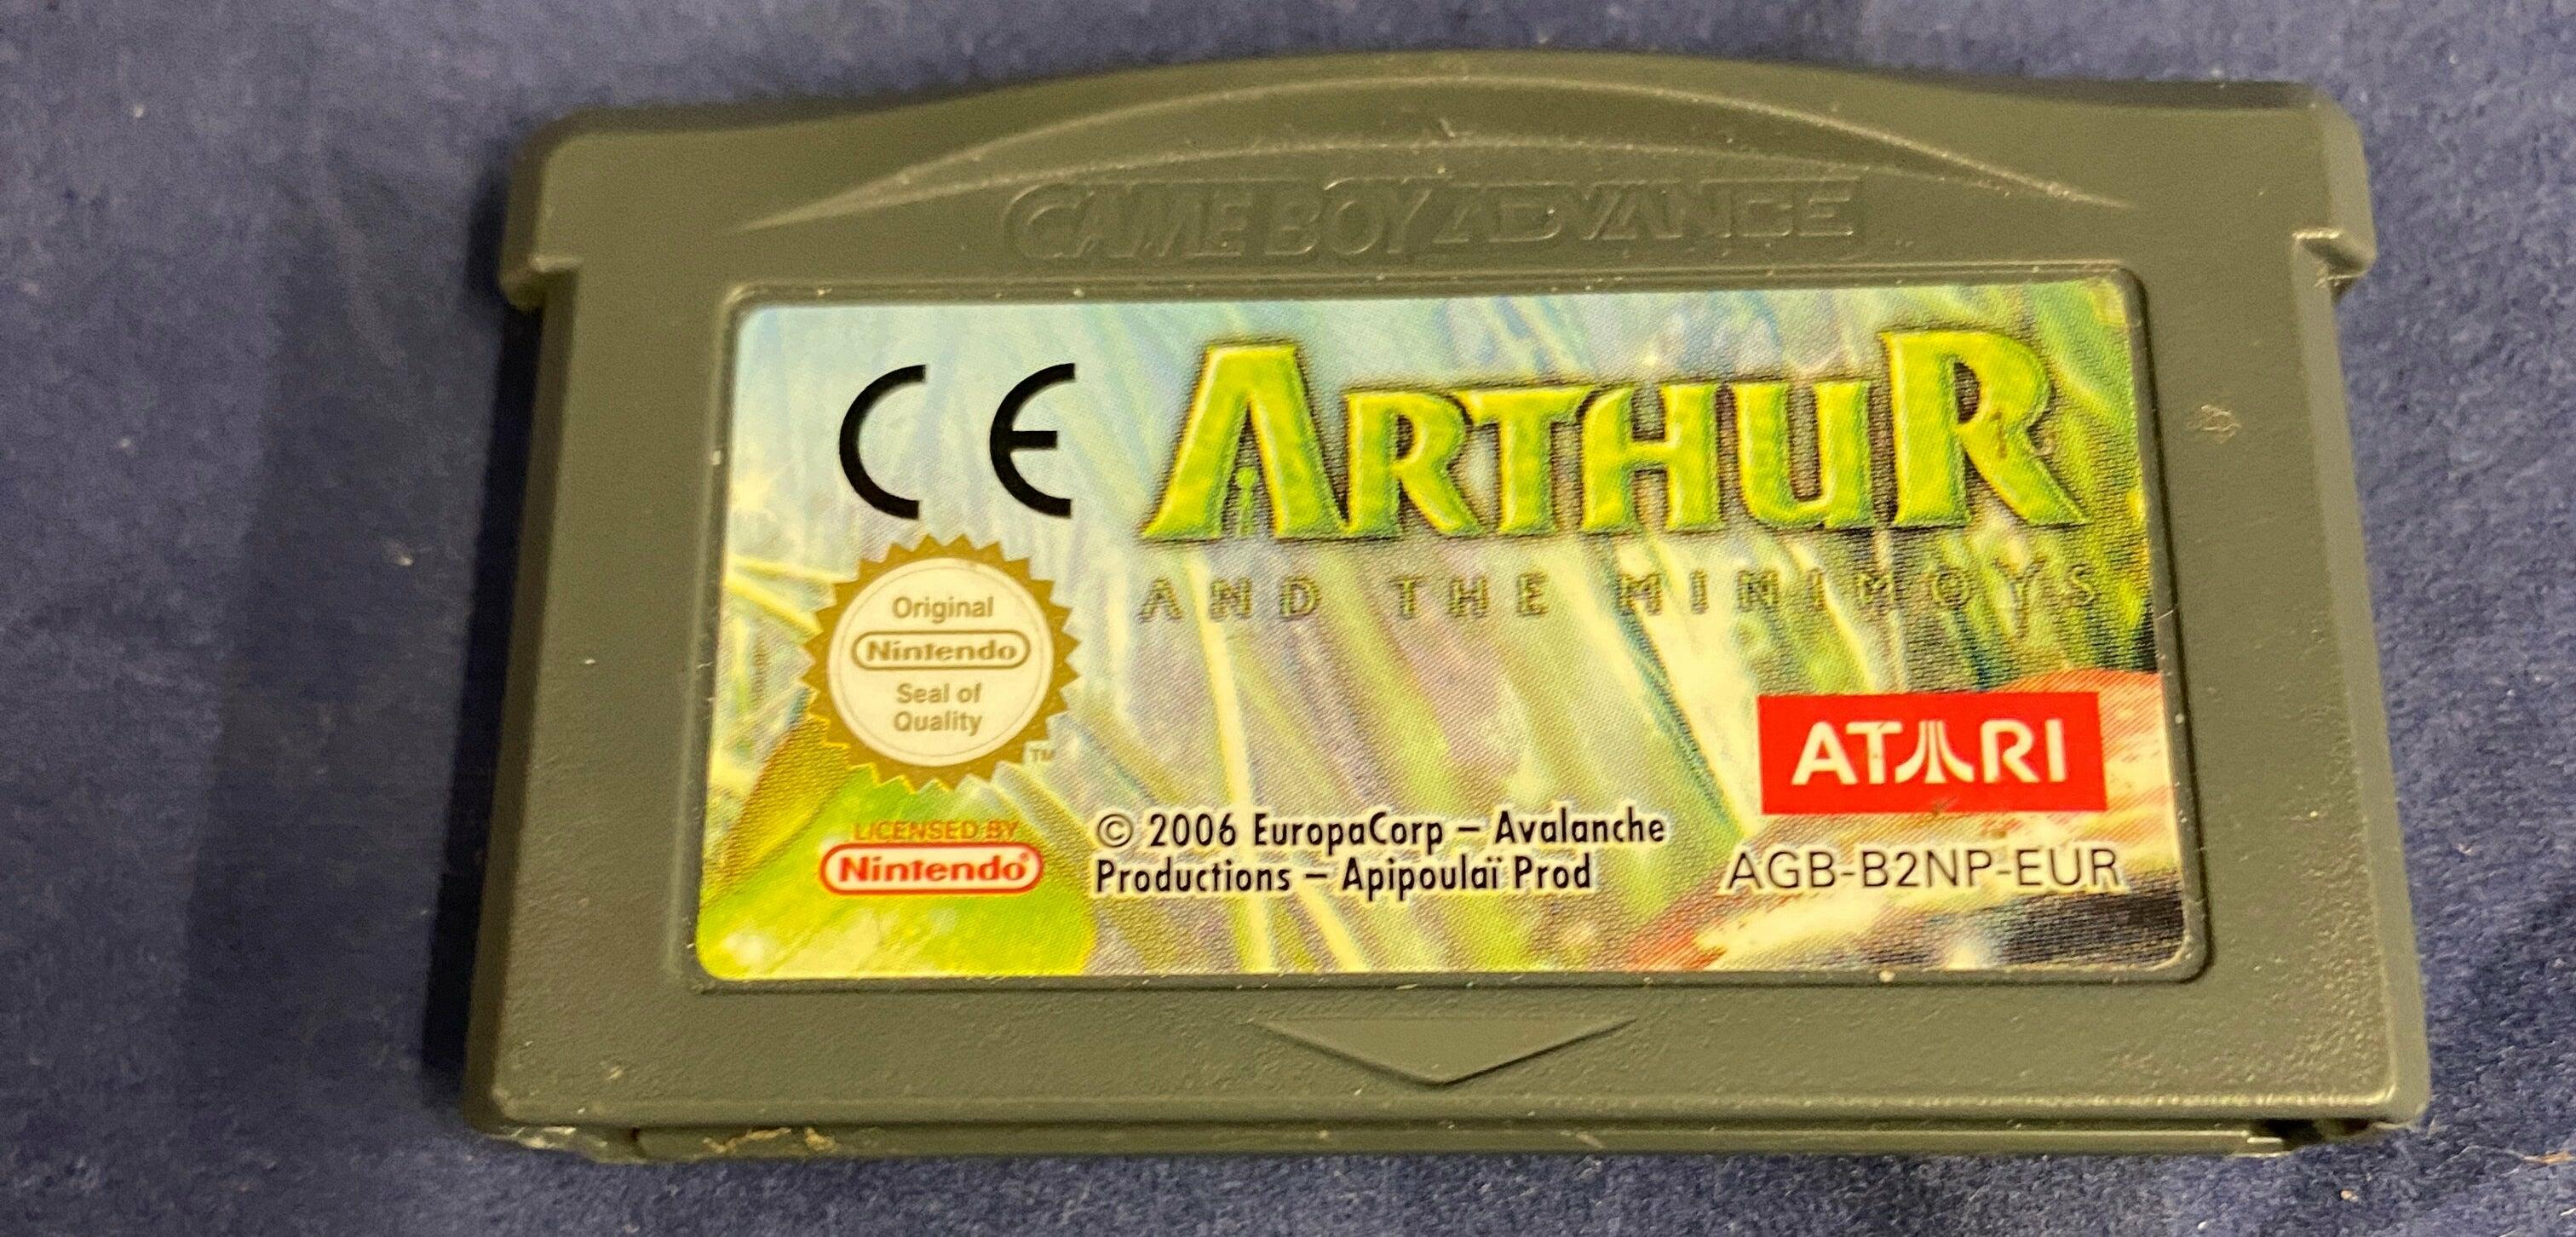 GAME BOY ADVANCE
CE
ARTHUR
AND THE MINIMOYS
Original
Nintendo
Seal of
Quality
TM
ATARI
LICENSED BY
Nintendo®
© 2006 EuropaCorp – Avalanche
Productions – Apipoulaï Prod
AGB-B2NP-EUR